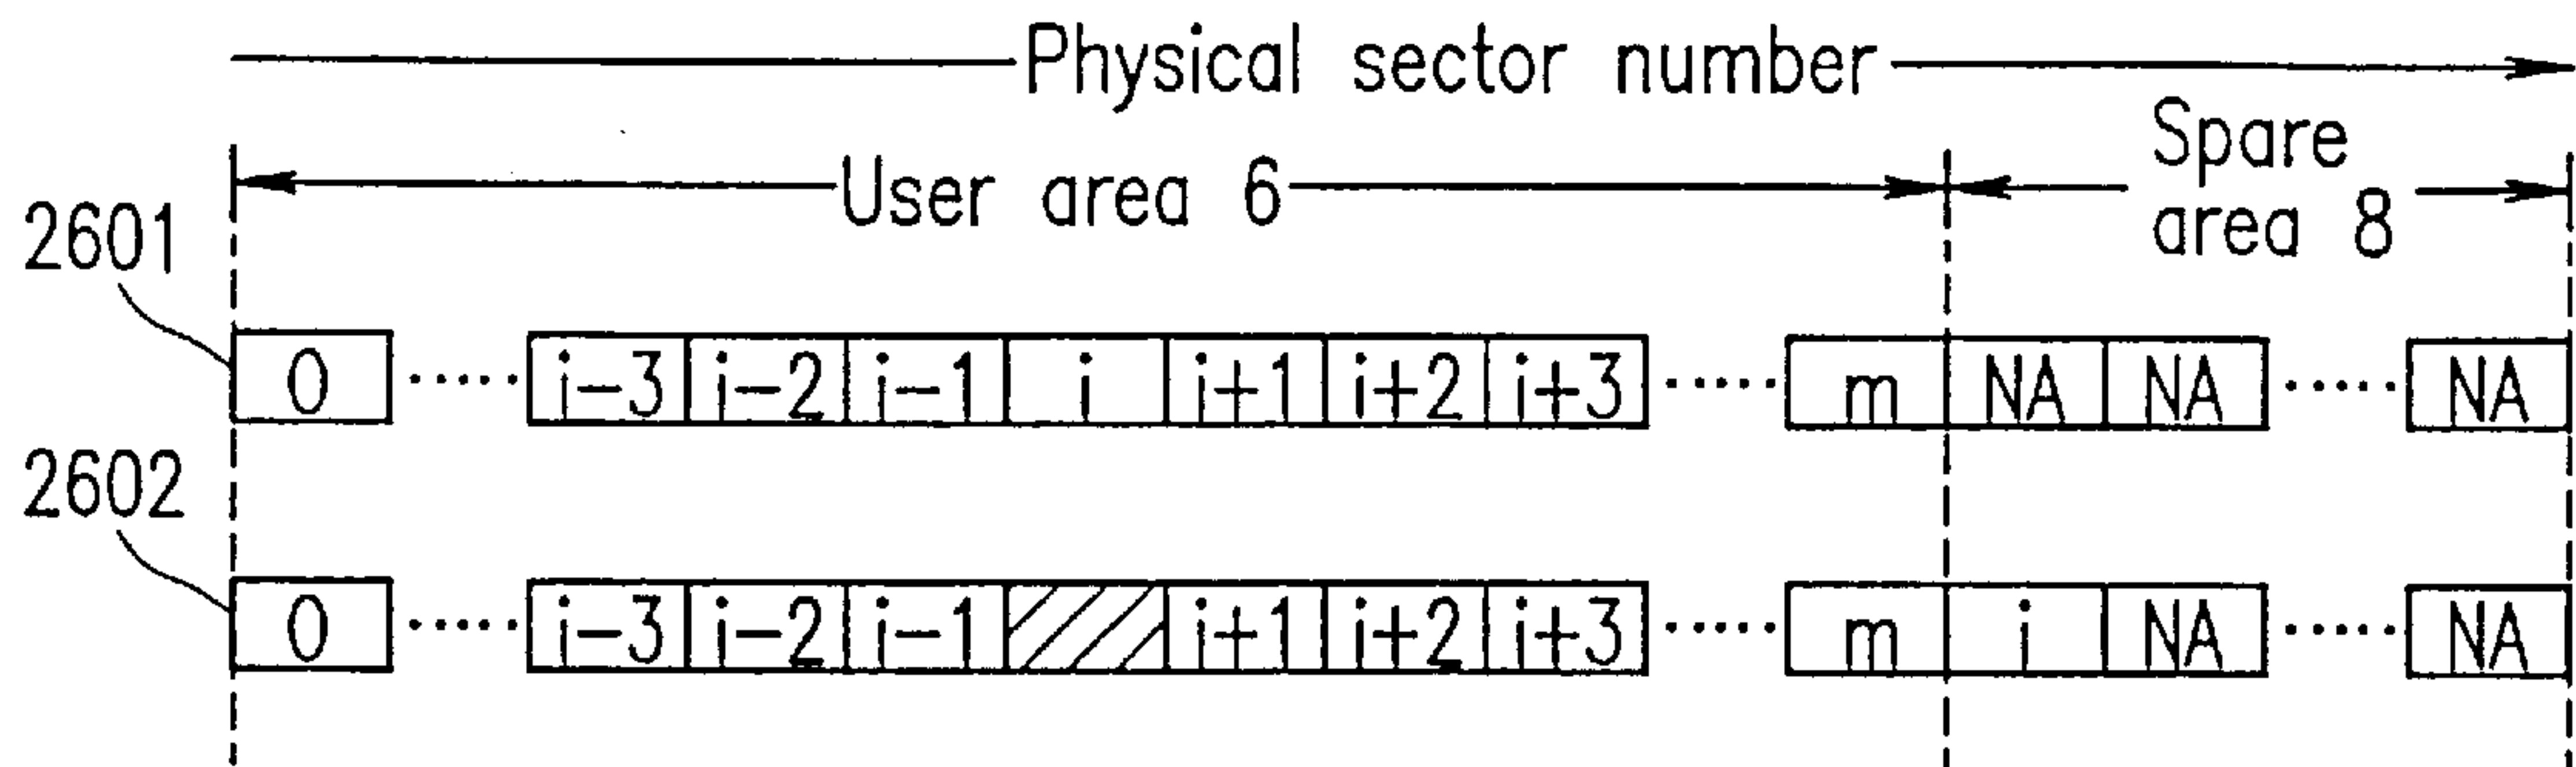 Physical sector number
User area 6
Spare
area 8
2601
0 ..... i-3 i-2 i-1 i i+1 i+2 i+3 ..... m NA NA ..... NA
2602
0 ..... i-3 i-2 i-1 i+1 i+2 i+3 ..... m i NA ..... NA